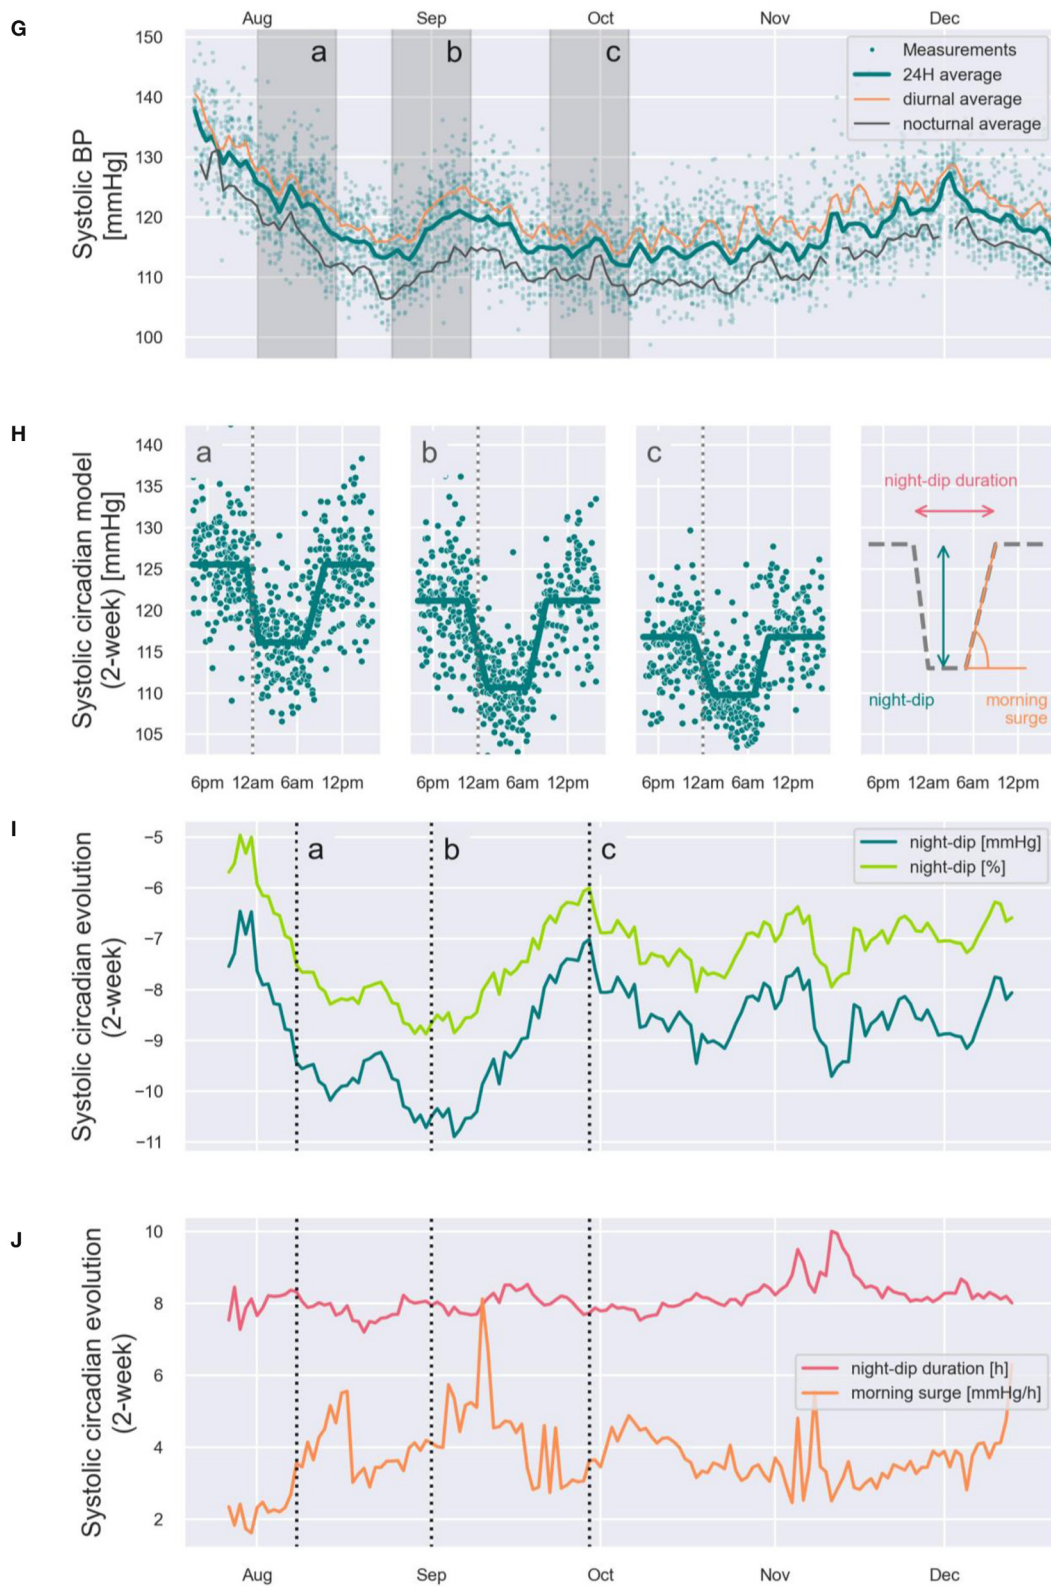 Aug Sep Oct Nov Dec
G
150
140
130
120
110
100
Systolic BP
[mmHg]
a b c
Measurements
24H average
diurnal average
nocturnal average
H
140
135
130
125
120
115
110
105
Systolic circadian model
(2-week) [mmHg]
a b c
night-dip duration
night-dip
morning
surge
6pm 12am 6am 12pm 6pm 12am 6am 12pm 6pm 12am 6am 12pm 6pm 12am 6am 12pm
I
−5
−6
−7
−8
−9
−10
−11
Systolic circadian evolution
(2-week)
a b c
night-dip [mmHg]
night-dip [%]
J
10
8
6
4
2
Systolic circadian evolution
(2-week)
night-dip duration [h]
morning surge [mmHg/h]
Aug Sep Oct Nov Dec